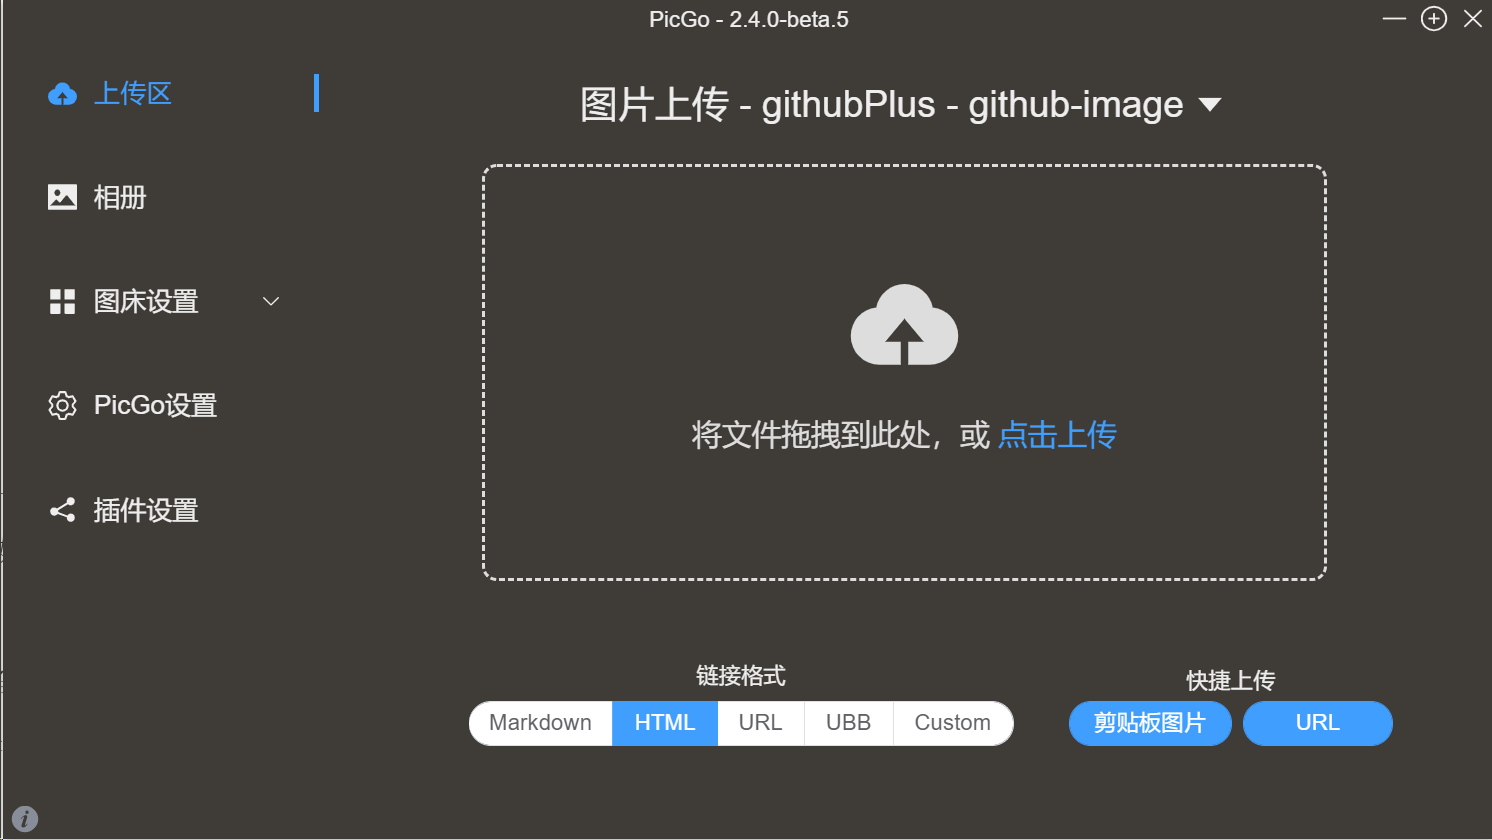 PicGo - 2.4.0-beta.5
上传区
相册
图床设置
PicGo设置
插件设置
图片上传 - githubPlus - github-image
将文件拖拽到此处，或 点击上传
链接格式
Markdown HTML URL UBB Custom
快捷上传
剪贴板图片 URL